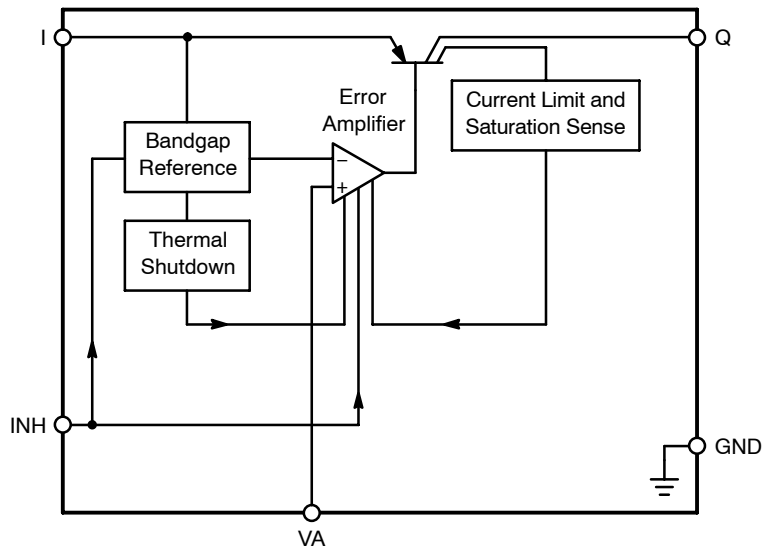 I
Q
Error
Amplifier
Current Limit and
Saturation Sense
Bandgap
Reference
−
+
Thermal
Shutdown
INH
GND
VA